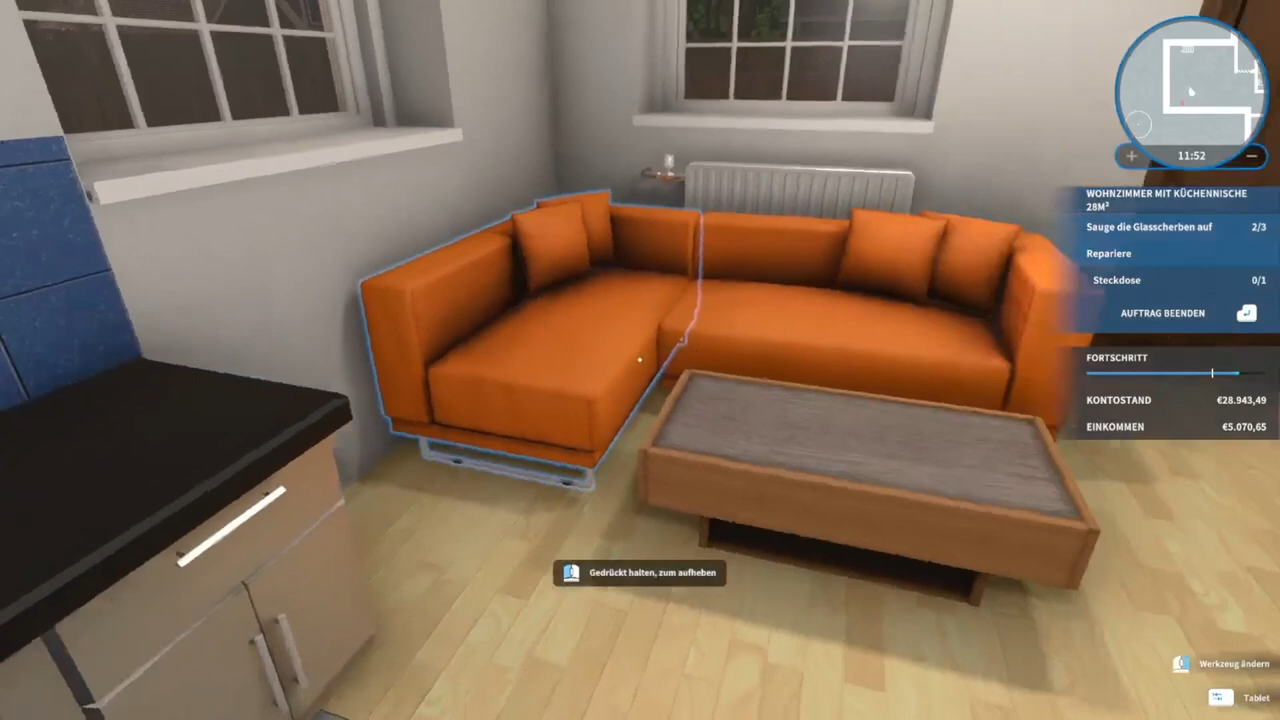 11:52
WOHNZIMMER MIT KÜCHENNISCHE
28M²
Sauge die Glasscherben auf 2/3
Repariere
Steckdose 0/1
AUFTRAG BEENDEN
FORTSCHRITT
KONTOSTAND €28.943,49
EINKOMMEN €5.070,65
Gedrückt halten, zum aufheben
Werkzeug ändern
Tablet